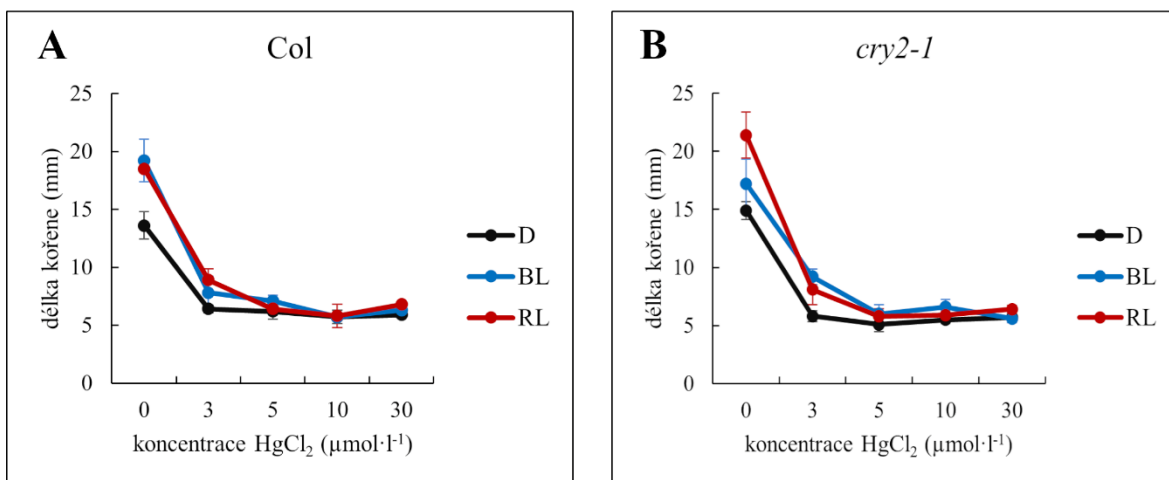 A
Col
délka kořene (mm)
25
20
15
10
5
0
0 3 5 10 30
koncentrace HgCl₂ (µmol·l⁻¹)
D
BL
RL
B
cry2-1
délka kořene (mm)
25
20
15
10
5
0
0 3 5 10 30
koncentrace HgCl₂ (µmol·l⁻¹)
D
BL
RL